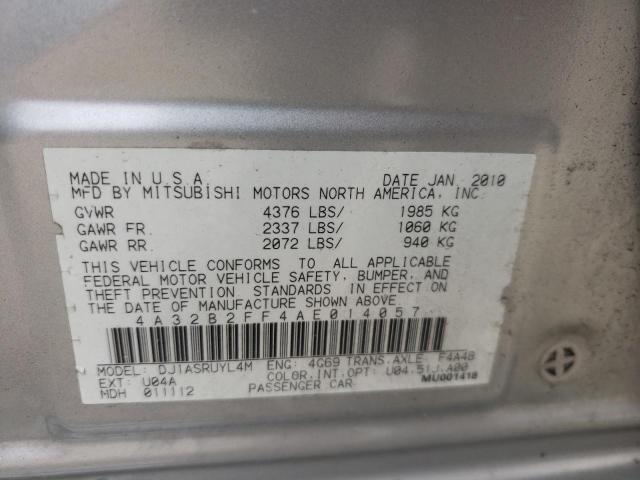 MADE IN U.S.A. DATE JAN 2010
MFD BY MITSUBISHI MOTORS NORTH AMERICA, INC
GVWR 4376 LBS/ 1985 KG
GAWR FR. 2337 LBS/ 1060 KG
GAWR RR. 2072 LBS/ 940 KG
THIS VEHICLE CONFORMS TO ALL APPLICABLE
FEDERAL MOTOR VEHICLE SAFETY, BUMPER, AND
THEFT PREVENTION STANDARDS IN EFFECT ON
THE DATE OF MANUFACTURE SHOWN ABOVE
4A32B2FF4AE014057
MODEL: DJ1ASRUYL4M ENG: 4G69 TRANS.AXLE F4A4B
EXT: U04A COLOR.INT.OPT: U04.51J.A00
MDH 011112 PASSENGER CAR MU001418